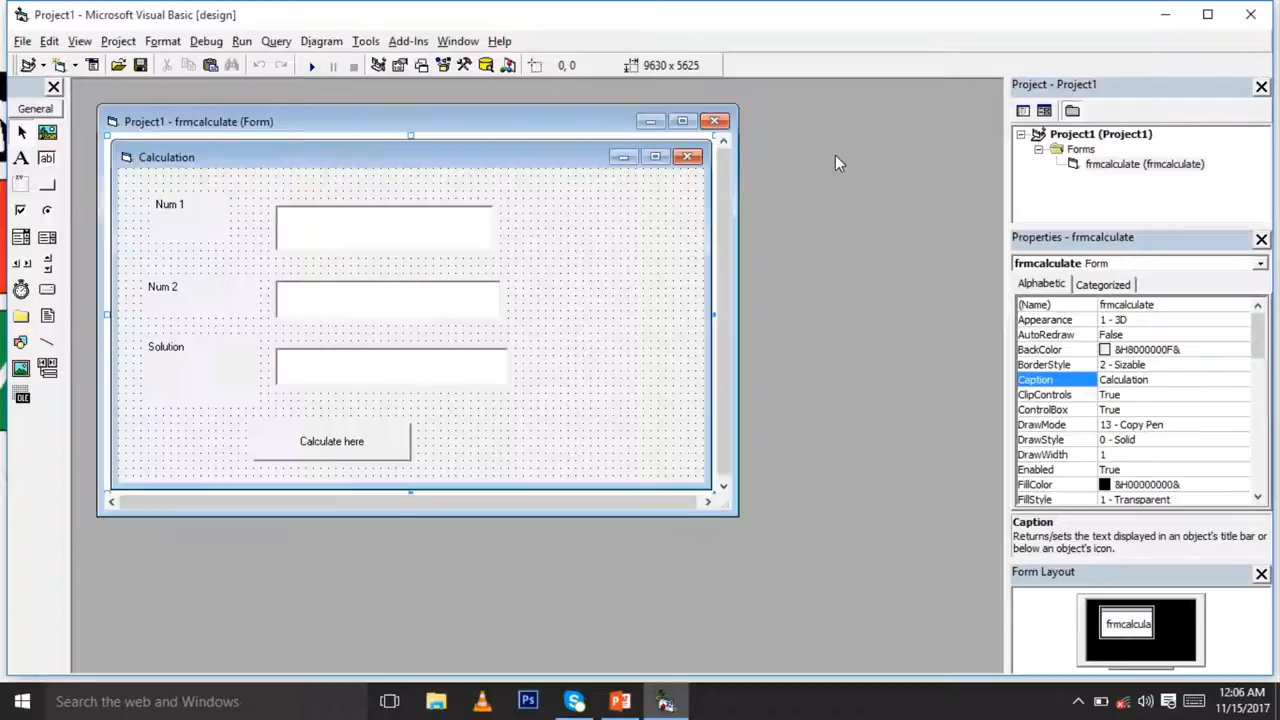 Project1 - Microsoft Visual Basic [design]
File Edit View Project Format Debug Run Query Diagram Tools Add-Ins Window Help
0, 0 9630 x 5625
General
Project1 - frmcalculate (Form)
Calculation
Num 1
Num 2
Solution
Calculate here
Project - Project1
Project1 (Project1)
Forms
frmcalculate (frmcalculate)
Properties - frmcalculate
frmcalculate Form
Alphabetic Categorized
(Name) frmcalculate
Appearance 1 - 3D
AutoRedraw False
BackColor &H8000000F&
BorderStyle 2 - Sizable
Caption Calculation
ClipControls True
ControlBox True
DrawMode 13 - Copy Pen
DrawStyle 0 - Solid
DrawWidth 1
Enabled True
FillColor &H00000000&
FillStyle 1 - Transparent
Caption
Returns/sets the text displayed in an object's title bar or
below an object's icon.
Form Layout
frmcalcula
Search the web and Windows
12:06 AM
11/15/2017